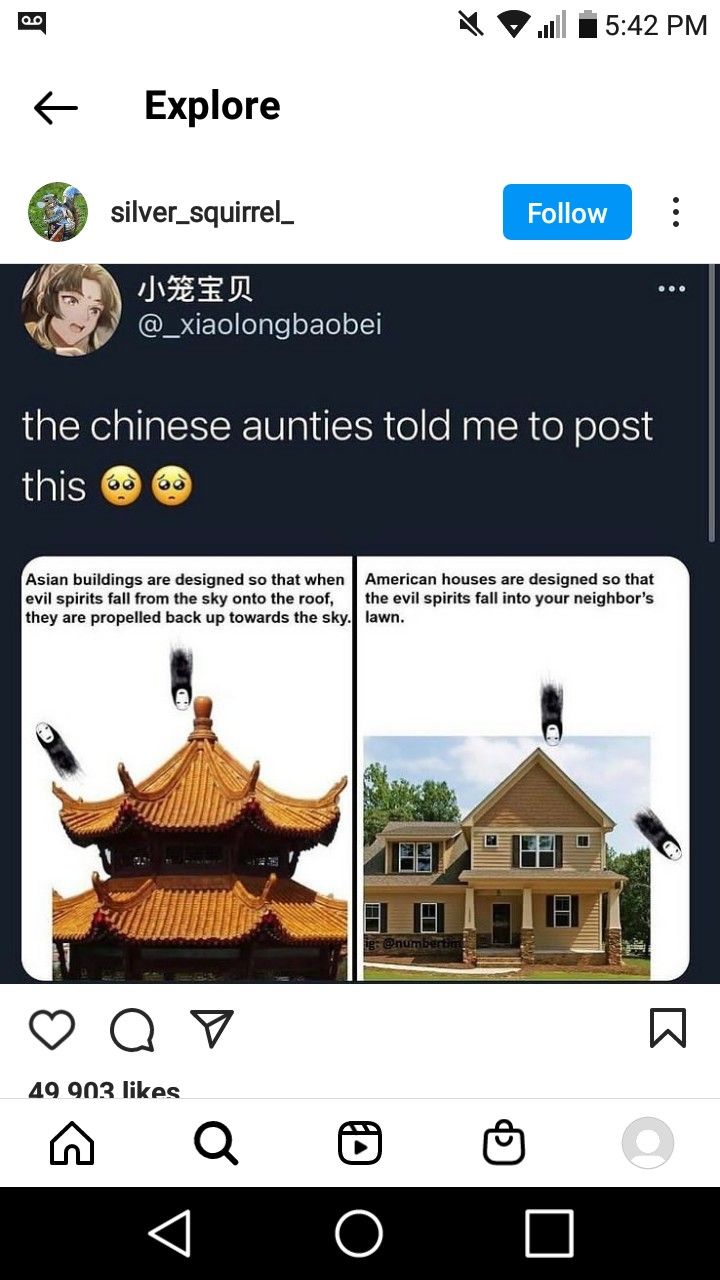 5:42 PM
Explore
silver_squirrel_
Follow
小笼宝贝
@_xiaolongbaobei
the chinese aunties told me to post
this 🥺🥺
Asian buildings are designed so that when
evil spirits fall from the sky onto the roof,
they are propelled back up towards the sky.
American houses are designed so that
the evil spirits fall into your neighbor's
lawn.
ig: @numbertim
49,903 likes